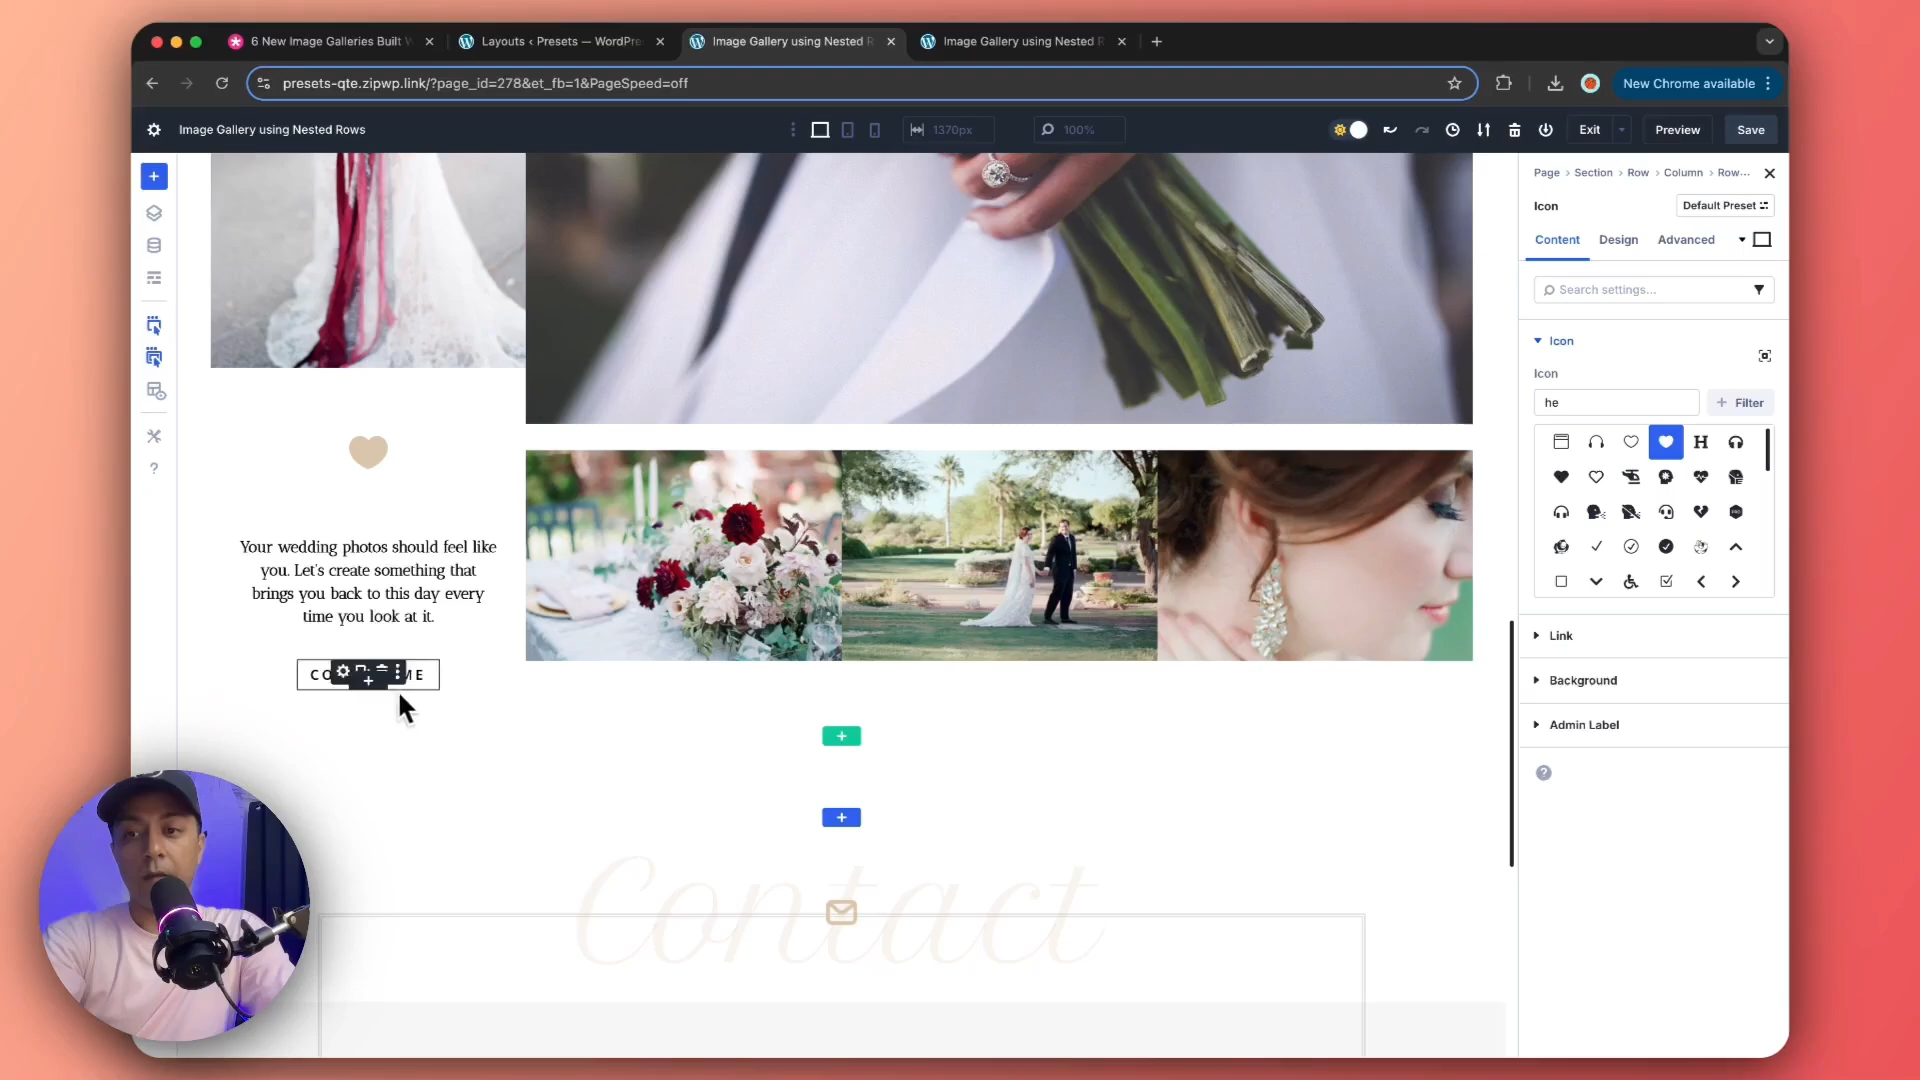 6 New Image Galleries Built W
Layouts ‹ Presets — WordPre
Image Gallery using Nested R
Image Gallery using Nested R
presets-qte.zipwp.link/?page_id=278&et_fb=1&PageSpeed=off
New Chrome available
Image Gallery using Nested Rows
1370px
100%
Exit
Preview
Save
Page > Section > Row > Column > Row...
Icon
Default Preset
Content
Design
Advanced
Search settings...
Icon
Icon
he
+ Filter
Link
Background
Admin Label
Your wedding photos should feel like
you. Let's create something that
brings you back to this day every
time you look at it.
Contact